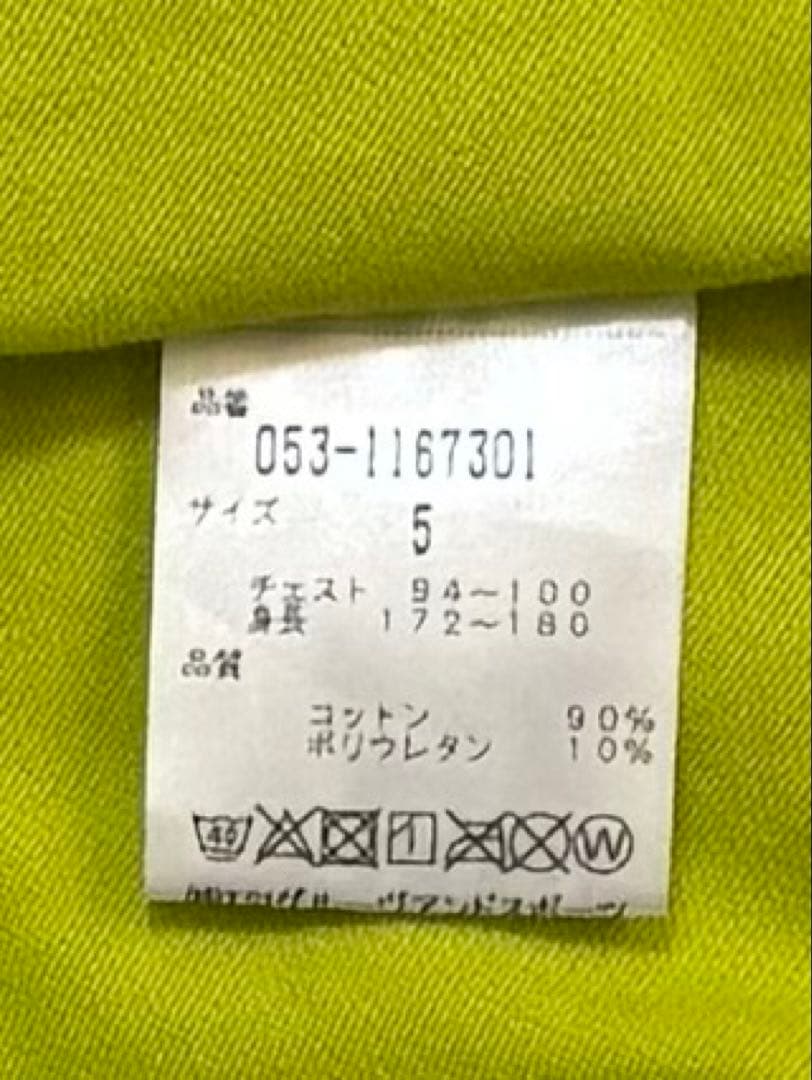 品番
053-1167301
サイズ
5
チェスト 94～100
身長 172～180
品質
コットン 90%
ポリウレタン 10%
40
W